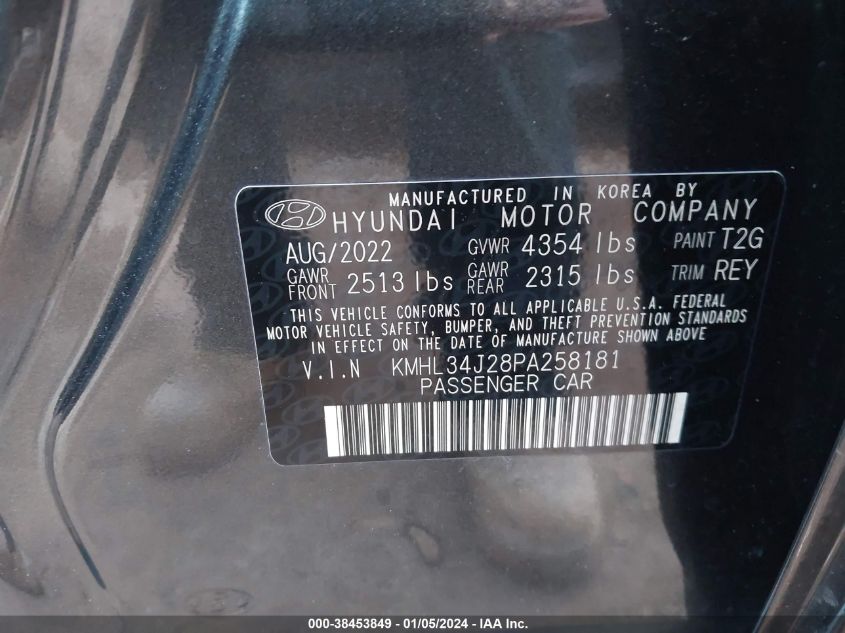 MANUFACTURED IN KOREA BY
HYUNDAI MOTOR COMPANY
AUG/2022 GVWR 4354 lbs PAINT T2G
GAWR FRONT 2513 lbs GAWR REAR 2315 lbs TRIM REY
THIS VEHICLE CONFORMS TO ALL APPLICABLE U.S.A. FEDERAL
MOTOR VEHICLE SAFETY, BUMPER, AND THEFT PREVENTION STANDARDS
IN EFFECT ON THE DATE OF MANUFACTURE SHOWN ABOVE
V.I.N KMHL34J28PA258181
PASSENGER CAR
000-38453849 - 01/05/2024 - IAA Inc.